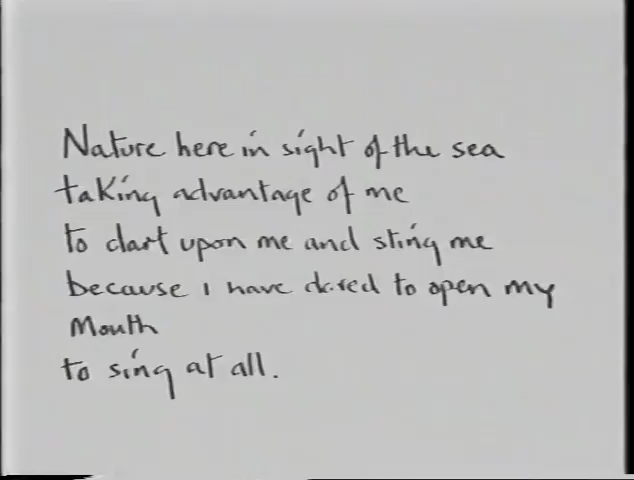 Nature here in sight of the sea
taking advantage of me
to dart upon me and sting me
because I have dared to open my
Mouth
to sing at all.